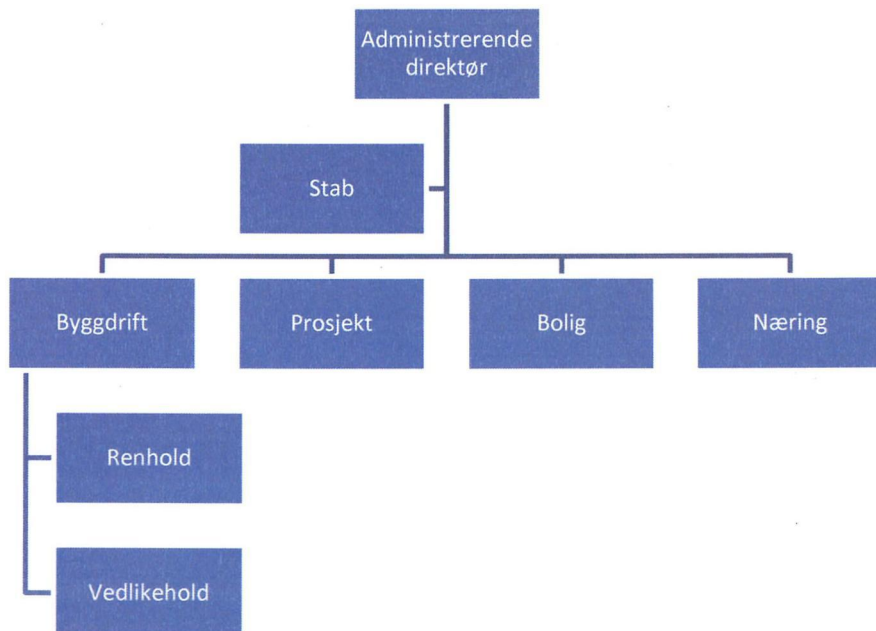 Administrerende
direktør
Stab
Byggdrift
Prosjekt
Bolig
Næring
Renhold
Vedlikehold